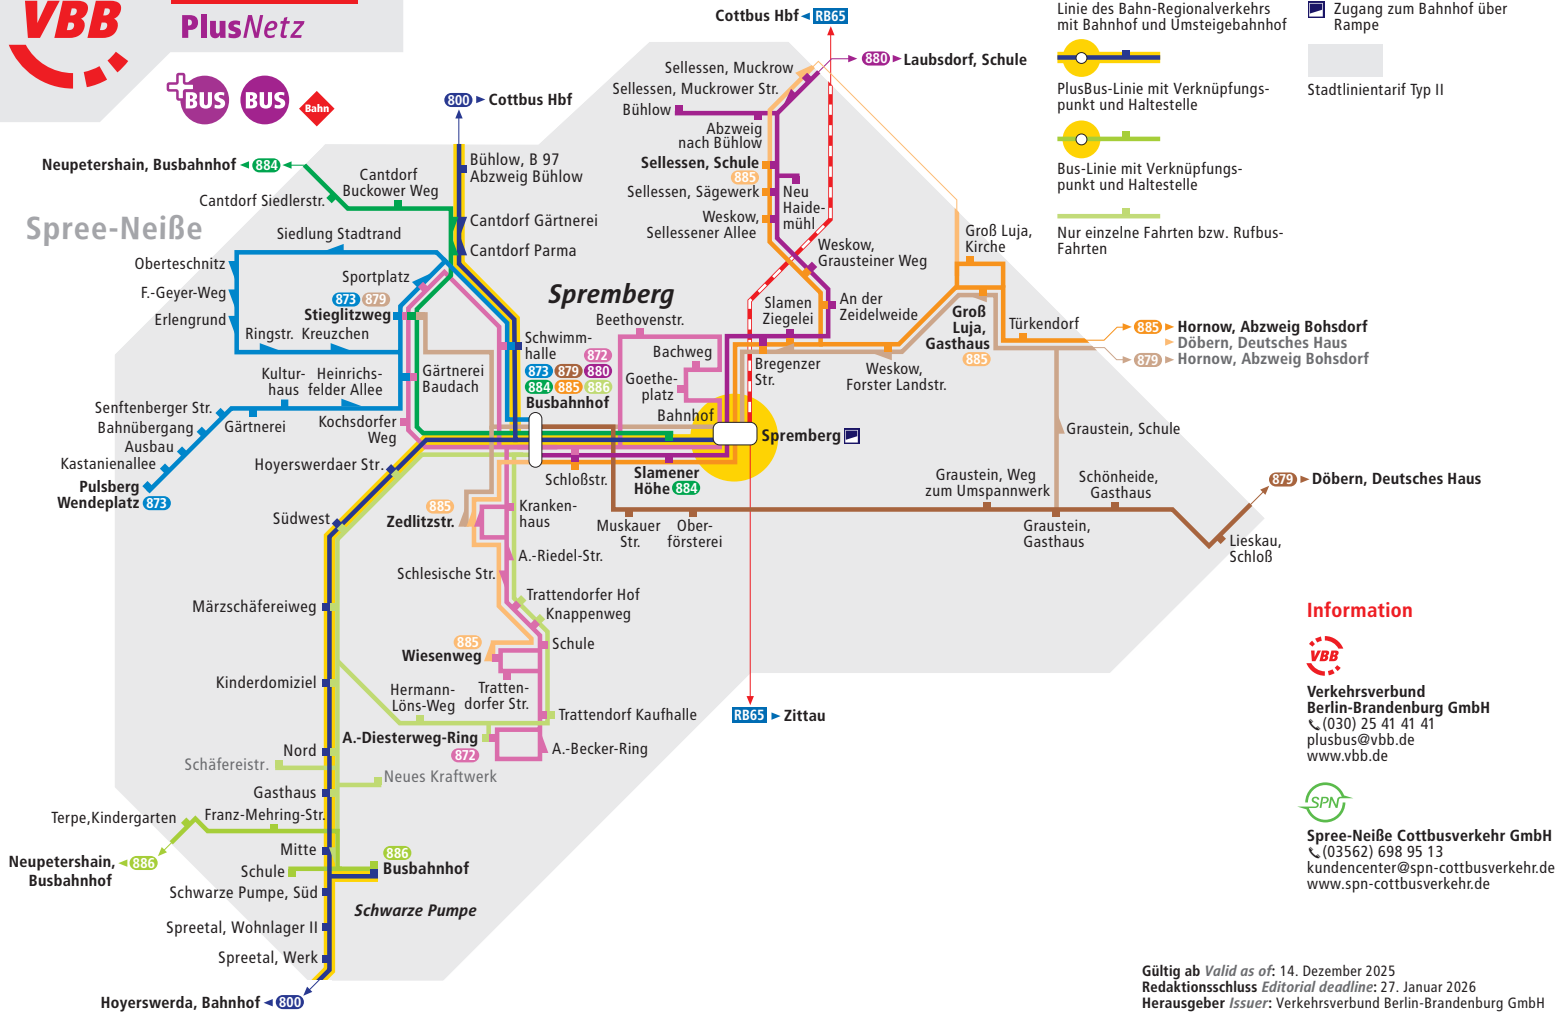 VBB
PlusNetz
+BUS
BUS
Bahn
Cottbus Hbf
RB65
Linie des Bahn-Regionalverkehrs
mit Bahnhof und Umsteigebahnhof
Zugang zum Bahnhof über
Rampe
PlusBus-Linie mit Verknüpfungs-
punkt und Haltestelle
Stadtlinientarif Typ II
Bus-Linie mit Verknüpfungs-
punkt und Haltestelle
Nur einzelne Fahrten bzw. Rufbus-
Fahrten
880
Laubsdorf, Schule
Sellessen, Muckrow
Sellessen, Muckrower Str.
Bühlow
Abzweig
nach Bühlow
Sellessen, Schule
885
Sellessen, Sägewerk
Neu
Haide-
mühl
Weskow,
Sellessener Allee
Weskow,
Grausteiner Weg
800
Cottbus Hbf
Bühlow, B 97
Abzweig Bühlow
Neupetershain, Busbahnhof
884
Cantdorf
Buckower Weg
Cantdorf Siedlerstr.
Cantdorf Gärtnerei
Cantdorf Parma
Spree-Neiße
Siedlung Stadtrand
Oberteschnitz
F.-Geyer-Weg
Erlengrund
Sportplatz
873
879
Stieglitzweg
Ringstr.
Kreuzchen
Kultur-
haus
Heinrichs-
felder Allee
Gärtnerei
Baudach
Senftenberger Str.
Bahnübergang
Ausbau
Kastanienallee
Pulsberg
Wendeplatz
873
Gärtnerei
Kochsdorfer
Weg
Hoyerswerdaer Str.
Spremberg
Beethovenstr.
Bachweg
Goethe-
platz
Bahnhof
Schwimm-
halle
872
873
879
880
884
885
886
Busbahnhof
Slamen
Ziegelei
An der
Zeidelweide
Bregenzer
Str.
Weskow,
Forster Landstr.
Groß Luja,
Kirche
Groß
Luja,
Gasthaus
885
Türkendorf
885
Hornow, Abzweig Bohsdorf
Döbern, Deutsches Haus
879
Hornow, Abzweig Bohsdorf
Spremberg
Schloßstr.
Slamener
Höhe
884
Graustein, Schule
Graustein, Weg
zum Umspannwerk
Schönheide,
Gasthaus
879
Döbern, Deutsches Haus
Muskauer
Str.
Ober-
försterei
Graustein,
Gasthaus
Lieskau,
Schloß
Südwest
885
Zedlitzstr.
Kranken-
haus
A.-Riedel-Str.
Schlesische Str.
Trattendorfer Hof
Knappenweg
Schule
885
Wiesenweg
Tratten-
dorfer Str.
Hermann-
Löns-Weg
Trattendorf Kaufhalle
A.-Diesterweg-Ring
872
A.-Becker-Ring
RB65
Zittau
Märzschäfereiweg
Kinderdomiziel
Nord
Schäfereistr.
Neues Kraftwerk
Gasthaus
Terpe,Kindergarten
Franz-Mehring-Str.
Neupetershain,
Busbahnhof
886
Mitte
Schule
886
Busbahnhof
Schwarze Pumpe, Süd
Schwarze Pumpe
Spreetal, Wohnlager II
Spreetal, Werk
Hoyerswerda, Bahnhof
800
Information
VBB
Verkehrsverbund
Berlin-Brandenburg GmbH
(030) 25 41 41 41
plusbus@vbb.de
www.vbb.de
SPN
Spree-Neiße Cottbusverkehr GmbH
(03562) 698 95 13
kundencenter@spn-cottbusverkehr.de
www.spn-cottbusverkehr.de
Gültig ab Valid as of: 14. Dezember 2025
Redaktionsschluss Editorial deadline: 27. Januar 2026
Herausgeber Issuer: Verkehrsverbund Berlin-Brandenburg GmbH